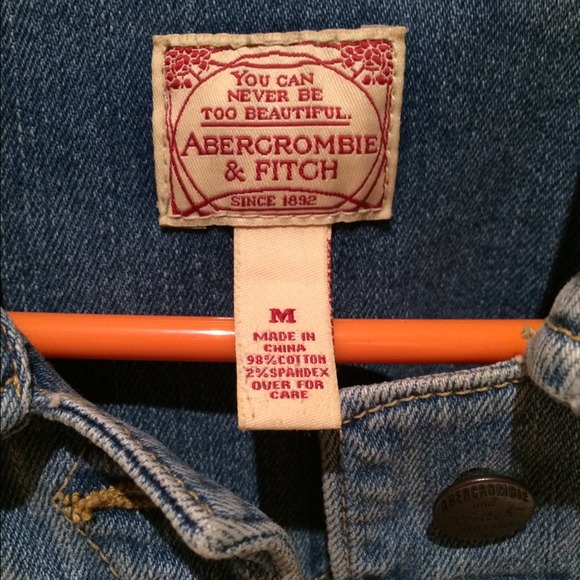 YOU CAN
NEVER BE
TOO BEAUTIFUL.
ABERCROMBIE
& FITCH
SINCE 1892
M
MADE IN
CHINA
98% COTTON
2% SPANDEX
OVER FOR
CARE
ABERCROMBIE